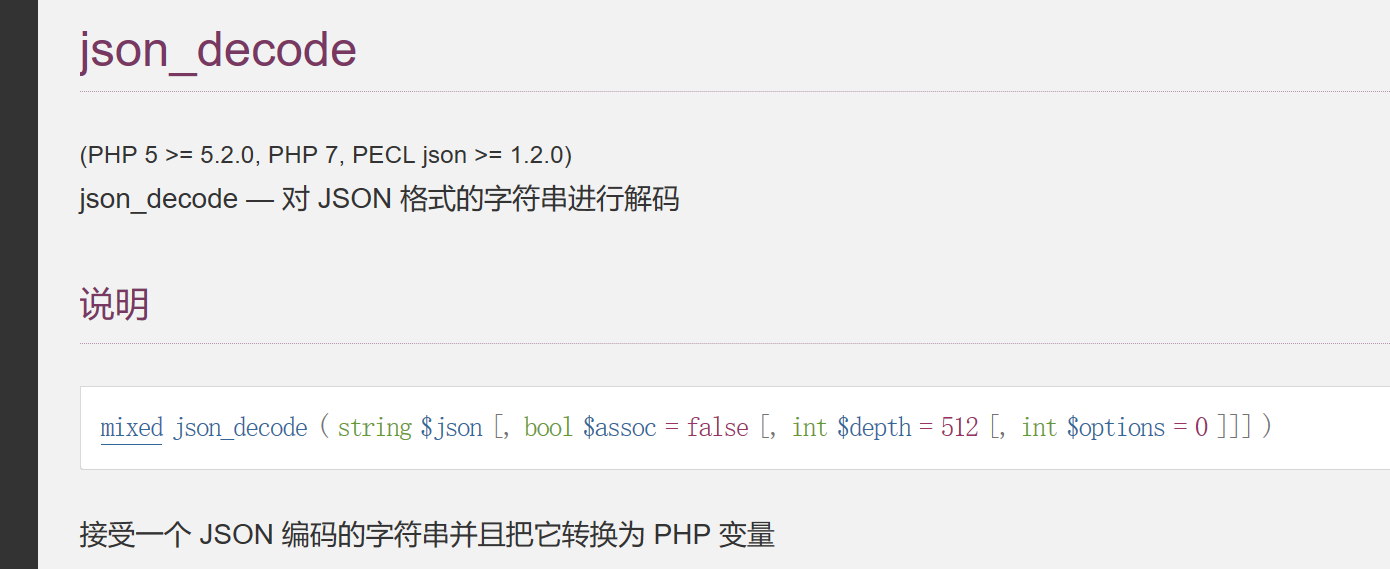 json_decode
(PHP 5 >= 5.2.0, PHP 7, PECL json >= 1.2.0)
json_decode — 对 JSON 格式的字符串进行解码
说明
mixed json_decode ( string $json [, bool $assoc = false [, int $depth = 512 [, int $options = 0 ]]] )
接受一个 JSON 编码的字符串并且把它转换为 PHP 变量